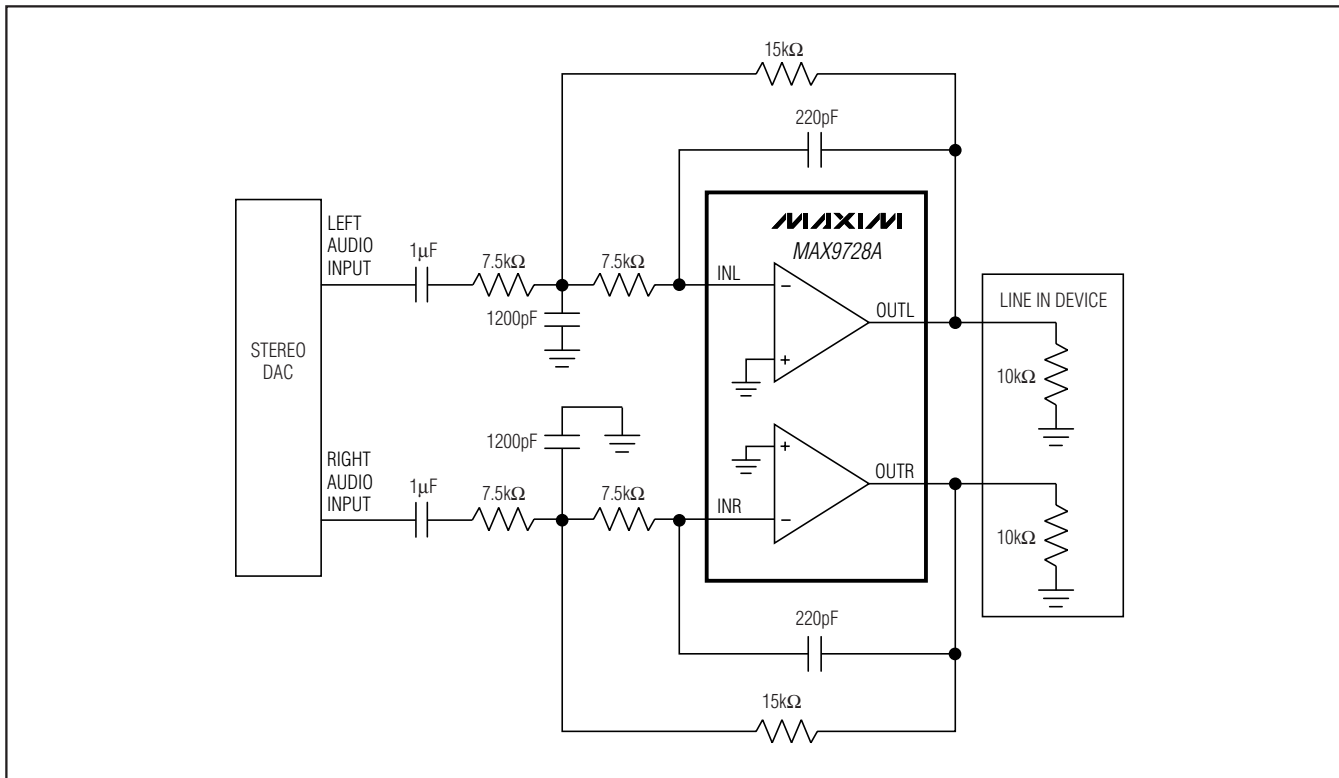 15kΩ
220pF
MAXIM
MAX9728A
LEFT
AUDIO
INPUT
1μF
7.5kΩ
7.5kΩ
INL
−
+
OUTL
1200pF
STEREO
DAC
LINE IN DEVICE
10kΩ
1200pF
RIGHT
AUDIO
INPUT
1μF
7.5kΩ
7.5kΩ
INR
+
−
OUTR
10kΩ
220pF
15kΩ